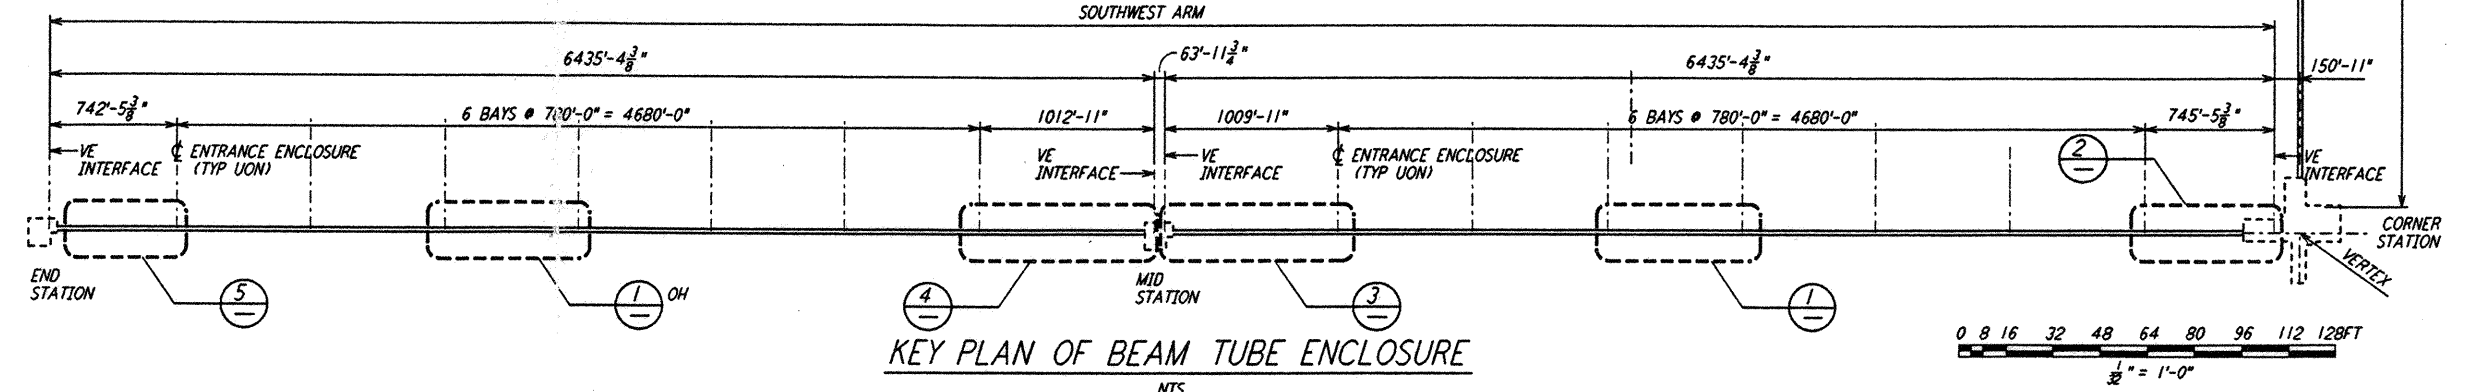 SOUTHWEST ARM
6435'-4 3/8"
63'-11 3/4"
6435'-4 3/8"
150'-11"
742'-5 3/8"
6 BAYS @ 780'-0" = 4680'-0"
1012'-11"
1009'-11"
6 BAYS @ 780'-0" = 4680'-0"
745'-5 3/8"
VE
INTERFACE
℄ ENTRANCE ENCLOSURE
(TYP UON)
VE
INTERFACE
VE
INTERFACE
℄ ENTRANCE ENCLOSURE
(TYP UON)
2
VE
INTERFACE
CORNER
STATION
VERTEX
END
STATION
5
1 OH
4
MID
STATION
3
1
KEY PLAN OF BEAM TUBE ENCLOSURE
NTS
0 8 16 32 48 64 80 96 112 128FT
1/32" = 1'-0"